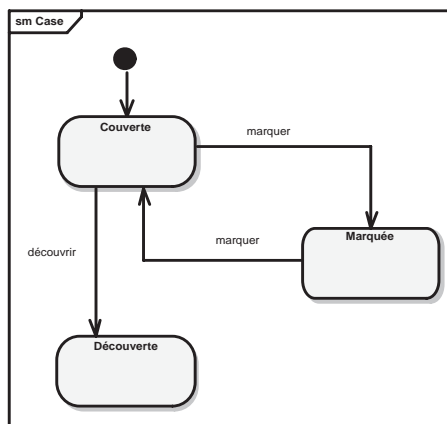 sm Case
Couverte
marquer
marquer
Marquée
découvrir
Découverte